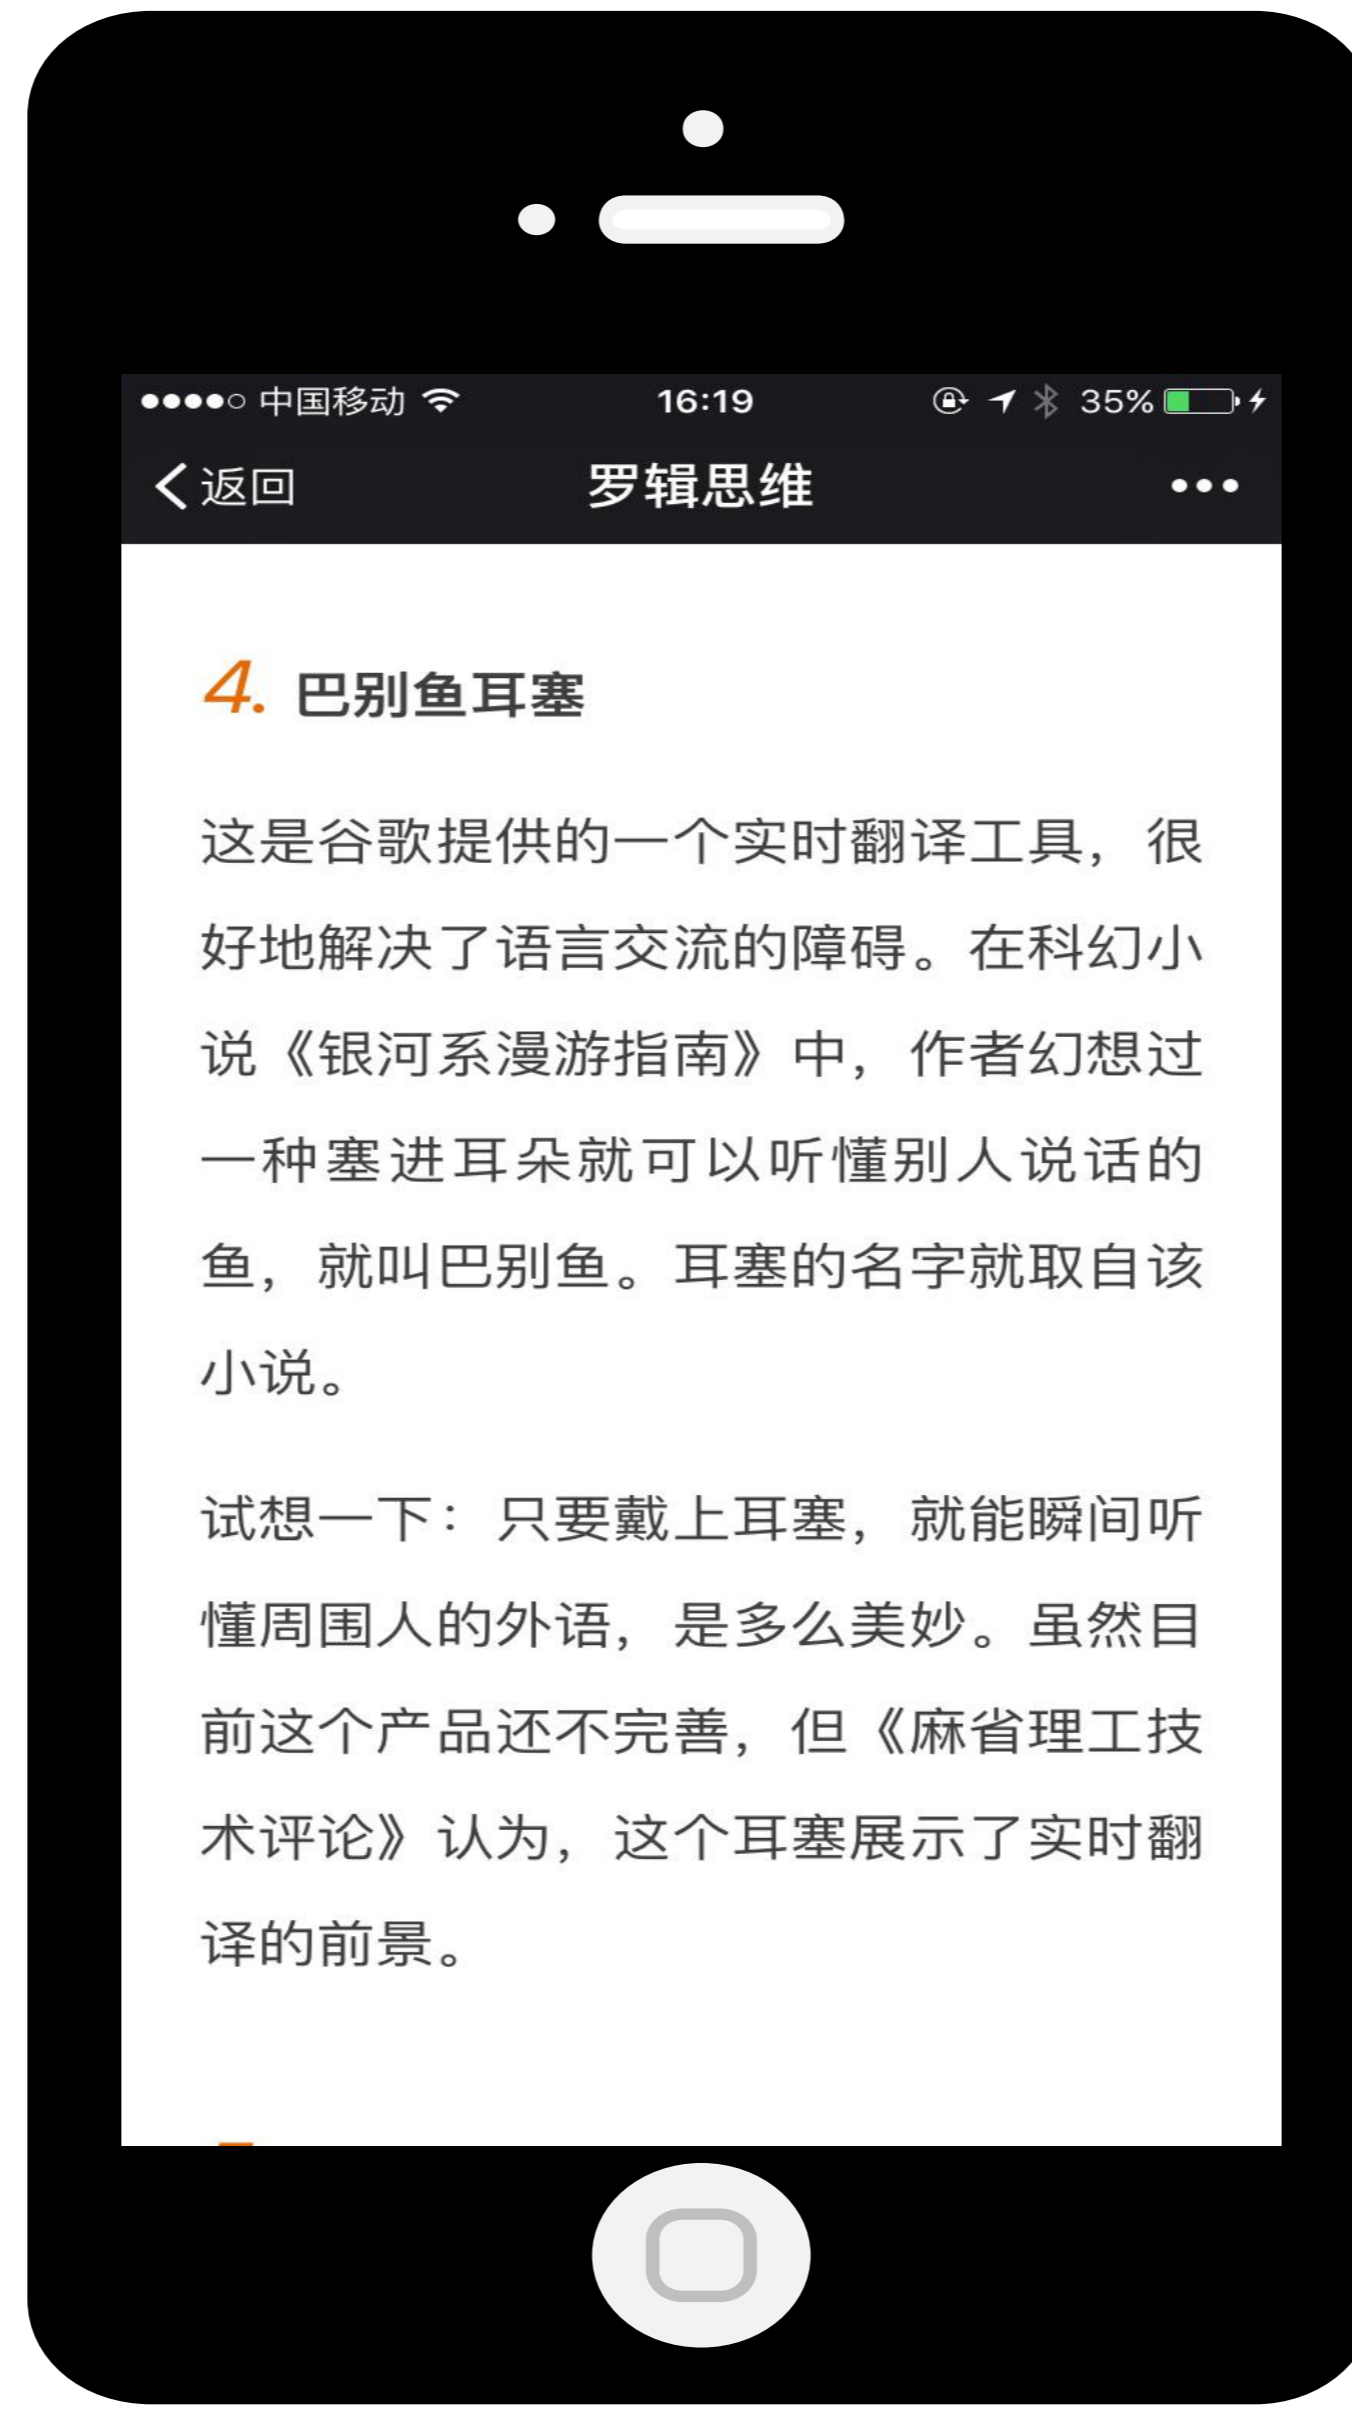 中国移动 16:19 35%
返回 罗辑思维
4. 巴别鱼耳塞
这是谷歌提供的一个实时翻译工具，很
好地解决了语言交流的障碍。在科幻小
说《银河系漫游指南》中，作者幻想过
一种塞进耳朵就可以听懂别人说话的
鱼，就叫巴别鱼。耳塞的名字就取自该
小说。
试想一下：只要戴上耳塞，就能瞬间听
懂周围人的外语，是多么美妙。虽然目
前这个产品还不完善，但《麻省理工技
术评论》认为，这个耳塞展示了实时翻
译的前景。